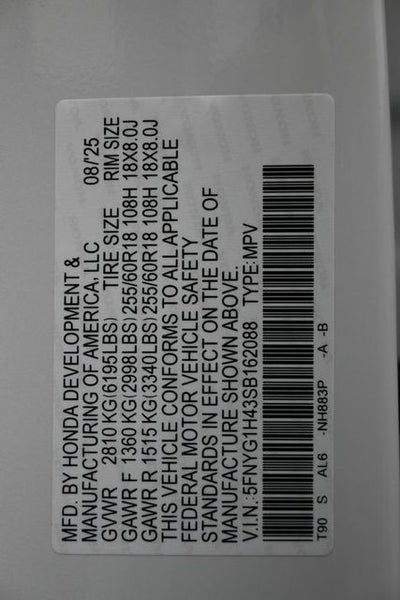 MFD. BY HONDA DEVELOPMENT &
MANUFACTURING OF AMERICA, LLC 08/'25
GVWR 2810 KG(6195LBS) TIRE SIZE RIM SIZE
GAWR F 1360 KG(2998LBS) 255/60R18 108H 18X8.0J
GAWR R 1515 KG(3340LBS) 255/60R18 108H 18X8.0J
THIS VEHICLE CONFORMS TO ALL APPLICABLE
FEDERAL MOTOR VEHICLE SAFETY
STANDARDS IN EFFECT ON THE DATE OF
MANUFACTURE SHOWN ABOVE.
V.I.N.:5FNYG1H43SB162088 TYPE:MPV
T90 S AL6 -NH883P -A -B